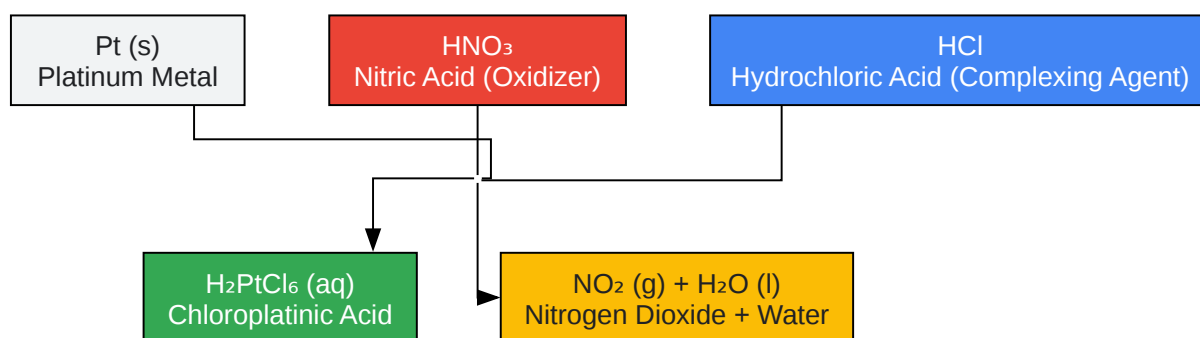 Pt (s)
Platinum Metal
HNO₃
Nitric Acid (Oxidizer)
HCl
Hydrochloric Acid (Complexing Agent)
H₂PtCl₆ (aq)
Chloroplatinic Acid
NO₂ (g) + H₂O (l)
Nitrogen Dioxide + Water